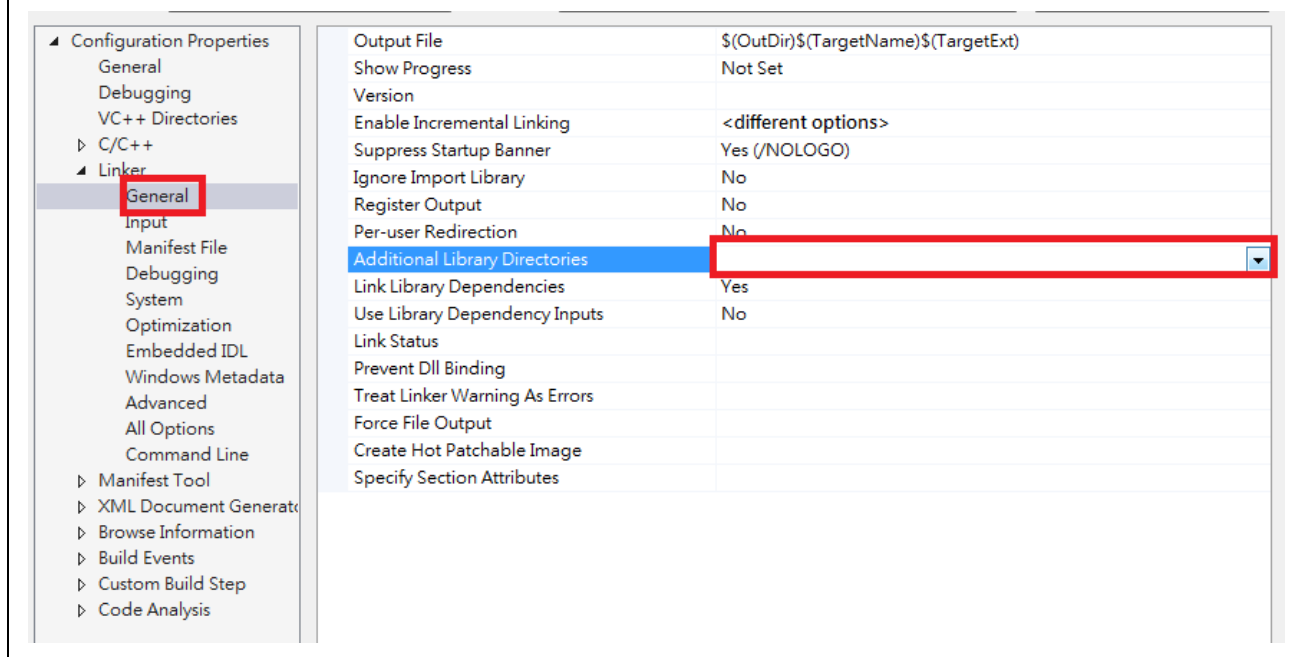 Configuration Properties
General
Debugging
VC++ Directories
C/C++
Linker
General
Input
Manifest File
Debugging
System
Optimization
Embedded IDL
Windows Metadata
Advanced
All Options
Command Line
Manifest Tool
XML Document Generato
Browse Information
Build Events
Custom Build Step
Code Analysis
Output File $(OutDir)$(TargetName)$(TargetExt)
Show Progress Not Set
Version
Enable Incremental Linking <different options>
Suppress Startup Banner Yes (/NOLOGO)
Ignore Import Library No
Register Output No
Per-user Redirection No
Additional Library Directories
Link Library Dependencies Yes
Use Library Dependency Inputs No
Link Status
Prevent Dll Binding
Treat Linker Warning As Errors
Force File Output
Create Hot Patchable Image
Specify Section Attributes